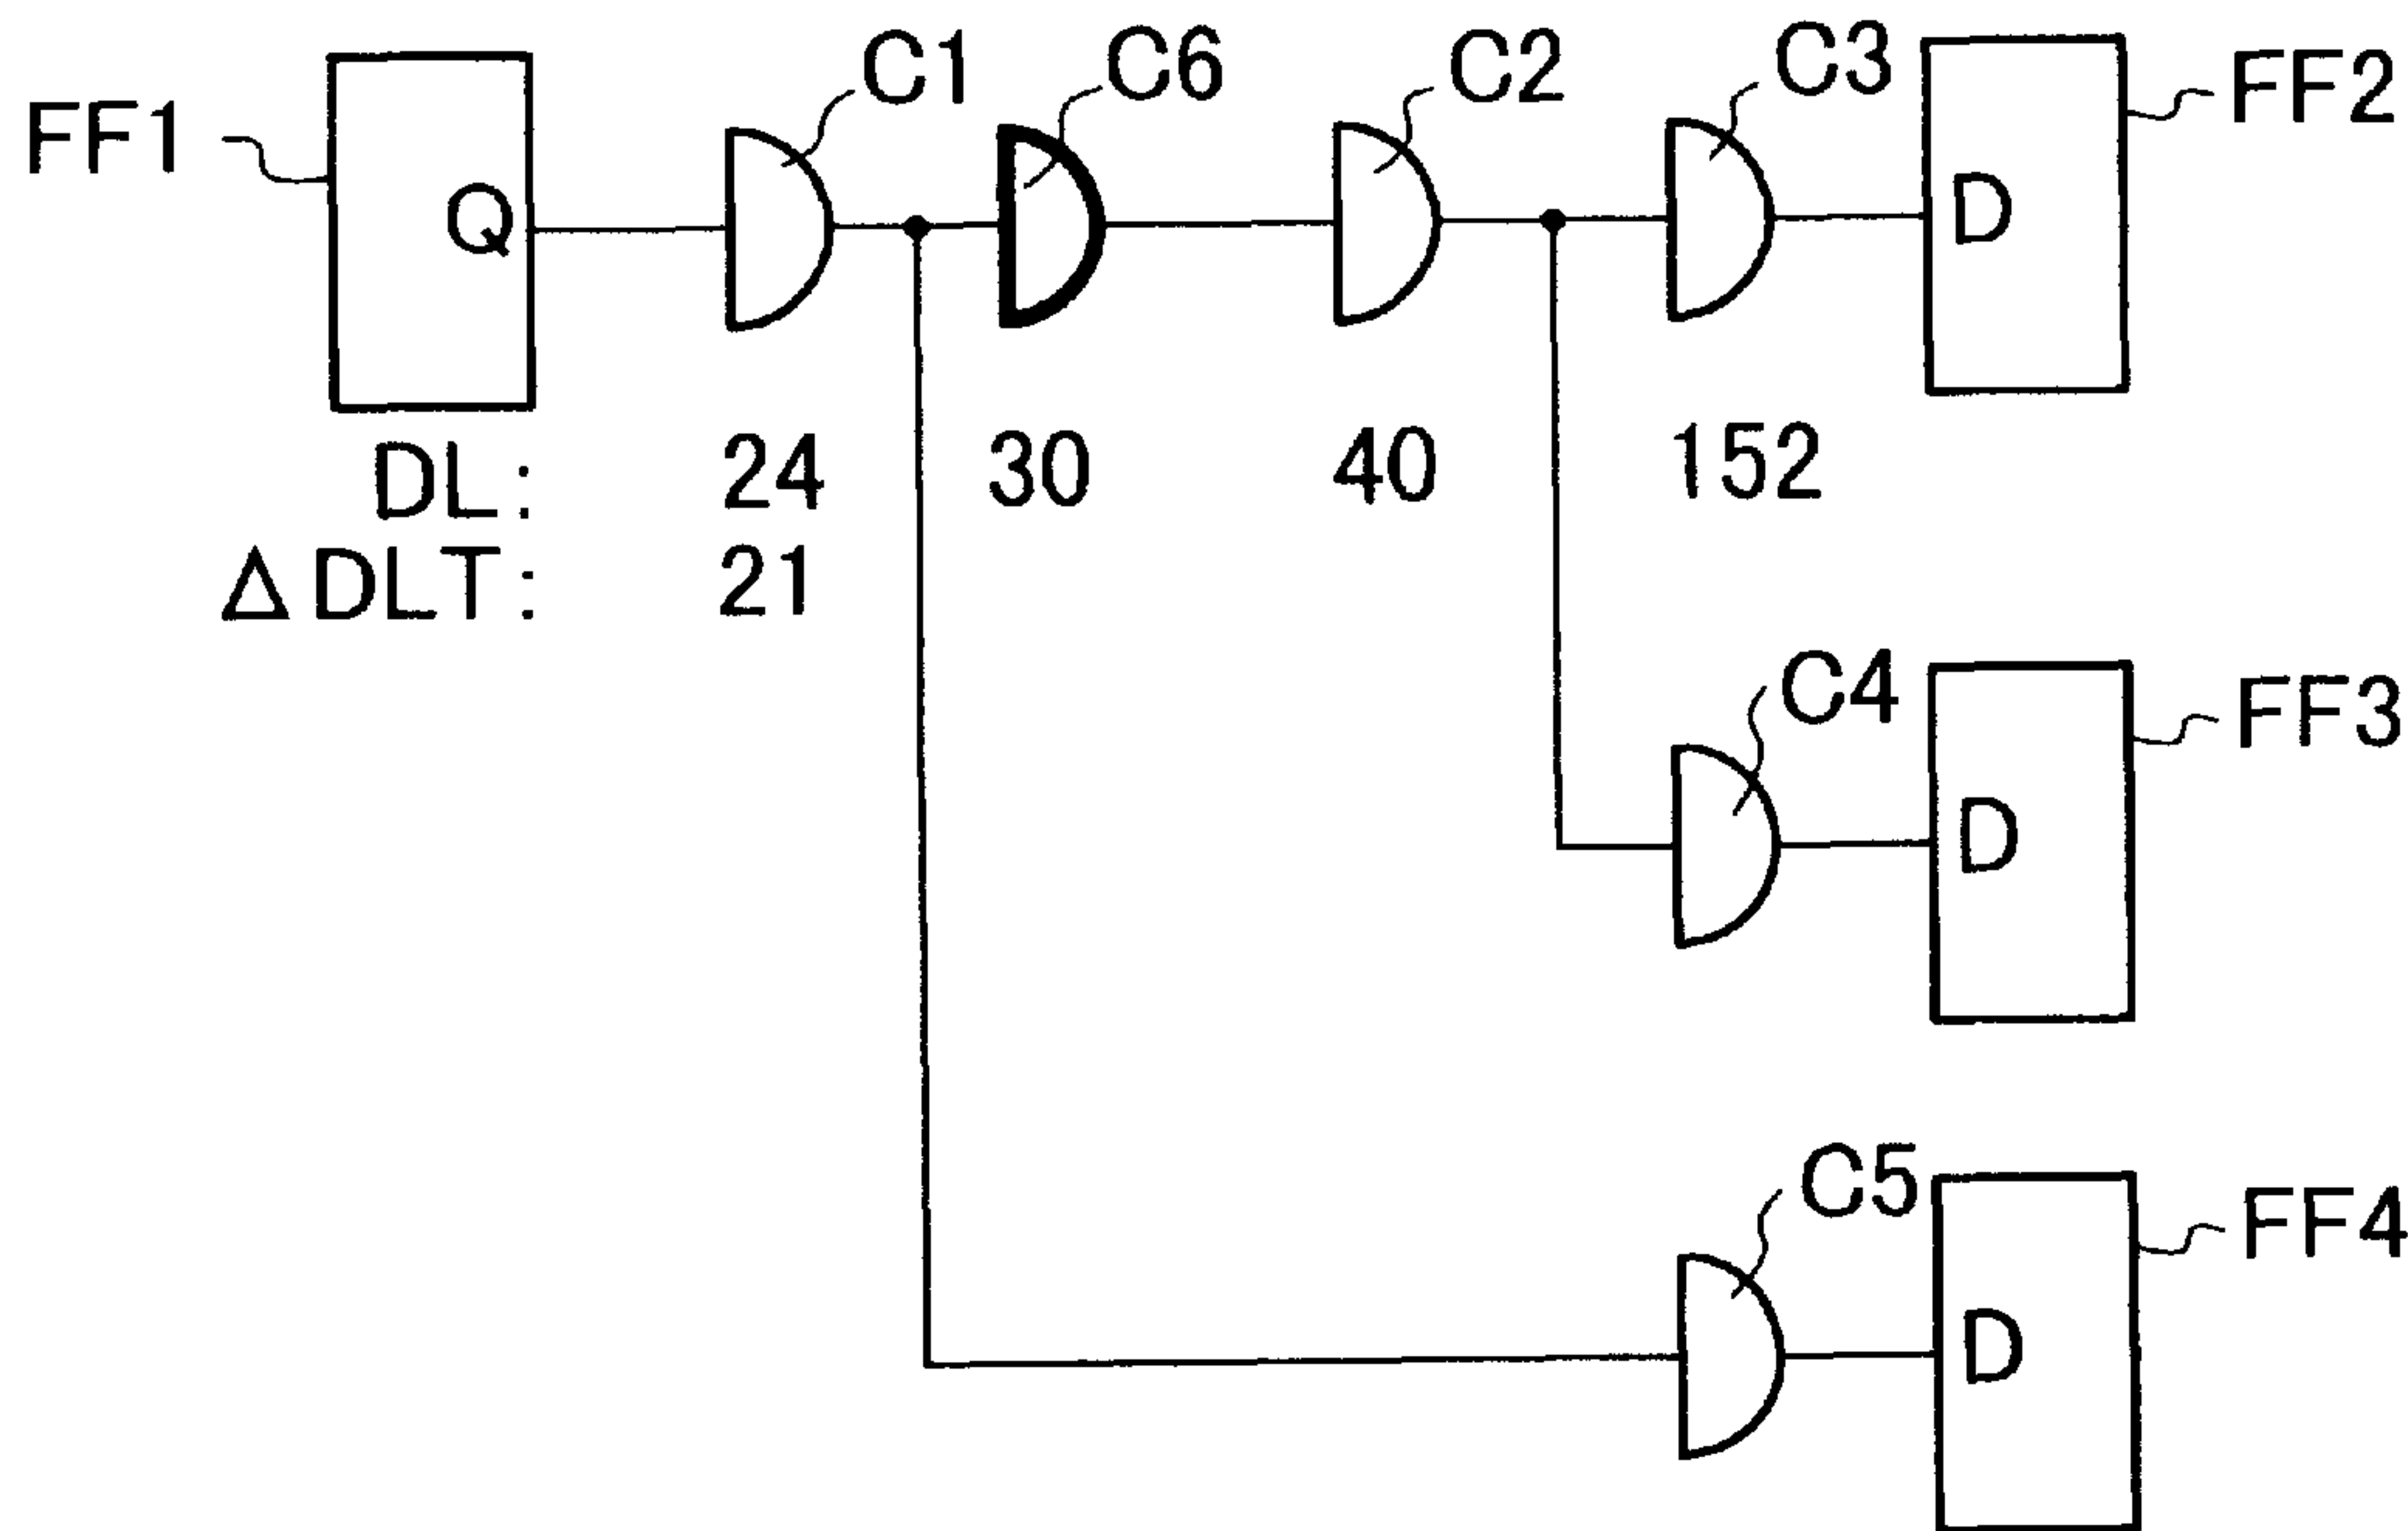 C1 C6 C2 C3
FF1 FF2
Q D
DL: 24 30 40 152
ΔDLT: 21
C4
FF3
D
C5
FF4
D